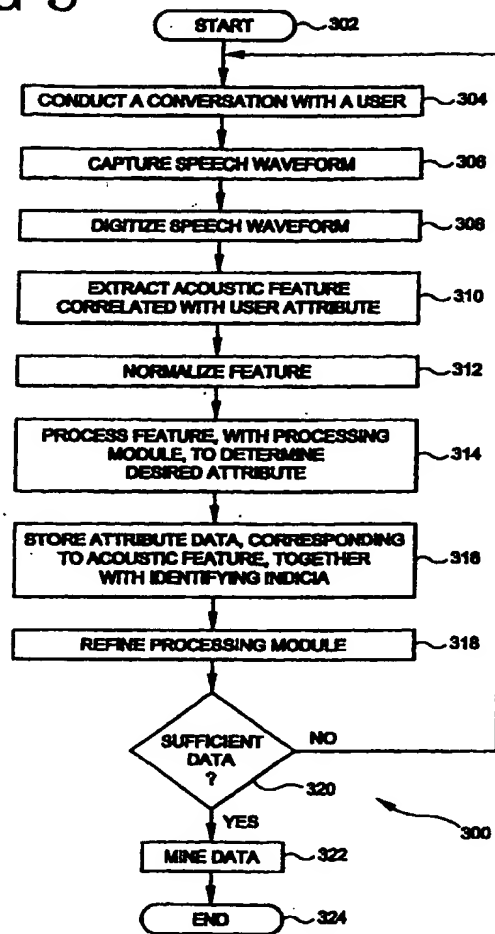 START
302
CONDUCT A CONVERSATION WITH A USER
304
CAPTURE SPEECH WAVEFORM
306
DIGITIZE SPEECH WAVEFORM
308
EXTRACT ACOUSTIC FEATURE
CORRELATED WITH USER ATTRIBUTE
310
NORMALIZE FEATURE
312
PROCESS FEATURE, WITH PROCESSING
MODULE, TO DETERMINE
DESIRED ATTRIBUTE
314
STORE ATTRIBUTE DATA, CORRESPONDING
TO ACOUSTIC FEATURE, TOGETHER
WITH IDENTIFYING INDICIA
316
REFINE PROCESSING MODULE
318
SUFFICIENT
DATA
?
NO
320
YES
300
MINE DATA
322
END
324